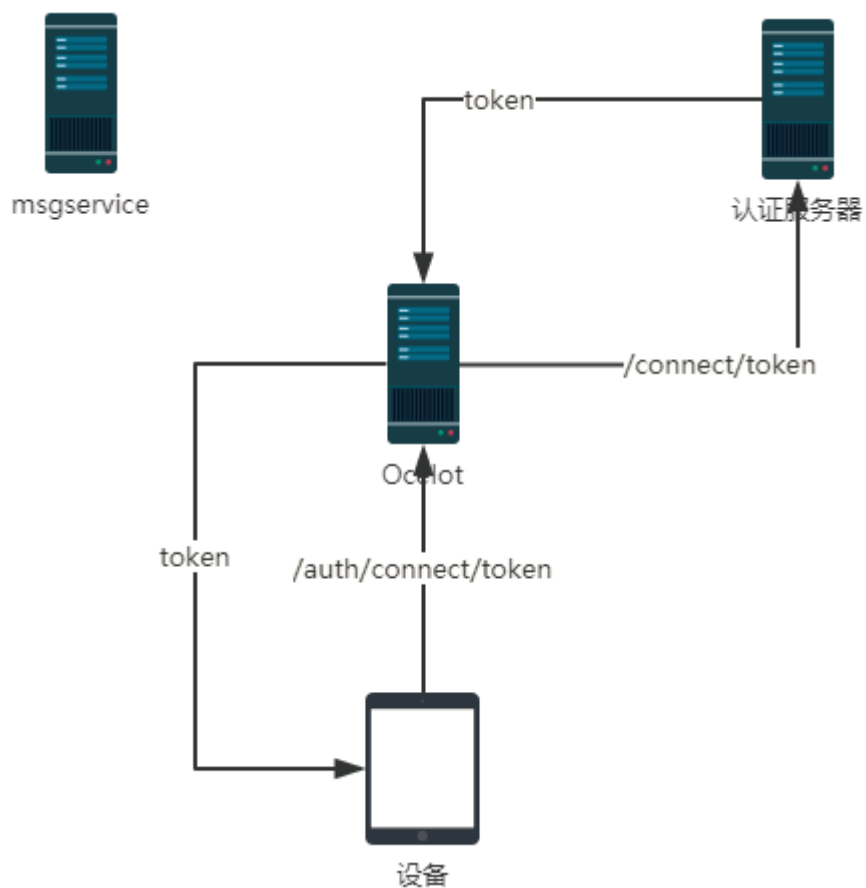 token
msgservice
认证服务器
/connect/token
Ocelot
token
/auth/connect/token
设备